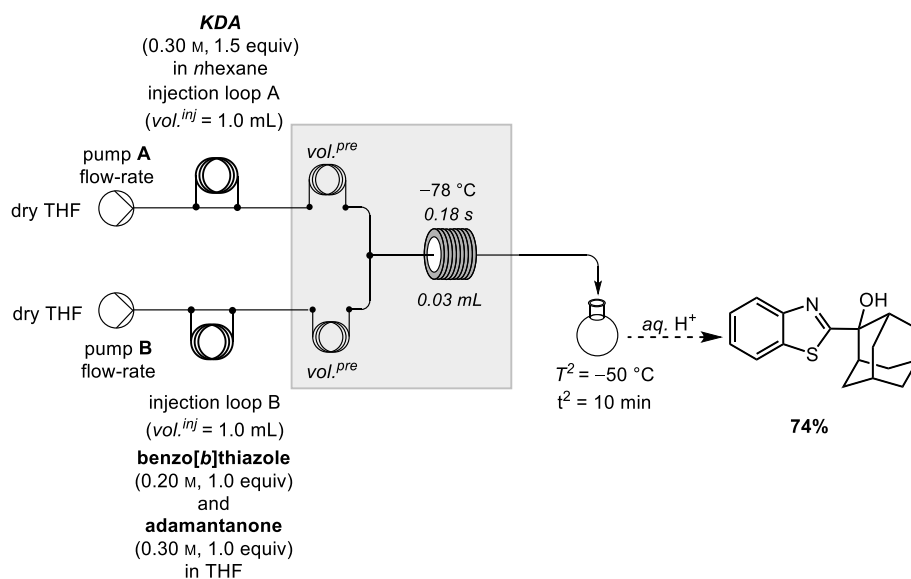 KDA
(0.30 M, 1.5 equiv)
in nhexane
injection loop A
(vol.inj = 1.0 mL)
pump A
flow-rate
dry THF
vol.pre
−78 °C
0.18 s
0.03 mL
dry THF
pump B
flow-rate
vol.pre
injection loop B
(vol.inj = 1.0 mL)
benzo[b]thiazole
(0.20 M, 1.0 equiv)
and
adamantanone
(0.30 M, 1.0 equiv)
in THF
T2 = −50 °C
t2 = 10 min
aq. H+
N
OH
S
74%